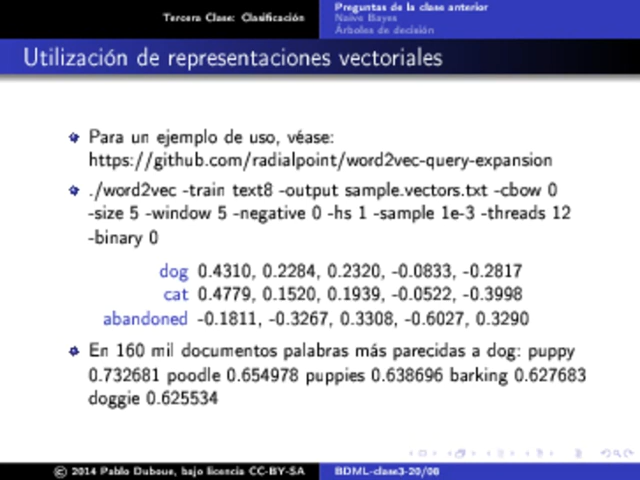 Tercera Clase: Clasificación
Preguntas de la clase anterior
Naive Bayes
Árboles de decisión
Utilización de representaciones vectoriales
Para un ejemplo de uso, véase:
https://github.com/radialpoint/word2vec-query-expansion
./word2vec -train text8 -output sample.vectors.txt -cbow 0
-size 5 -window 5 -negative 0 -hs 1 -sample 1e-3 -threads 12
-binary 0
dog 0.4310, 0.2284, 0.2320, -0.0833, -0.2817
cat 0.4779, 0.1520, 0.1939, -0.0522, -0.3998
abandoned -0.1811, -0.3267, 0.3308, -0.6027, 0.3290
En 160 mil documentos palabras más parecidas a dog: puppy
0.732681 poodle 0.654978 puppies 0.638696 barking 0.627683
doggie 0.625534
© 2014 Pablo Duboue, bajo licencia CC-BY-SA
BDML-clase3-20/08